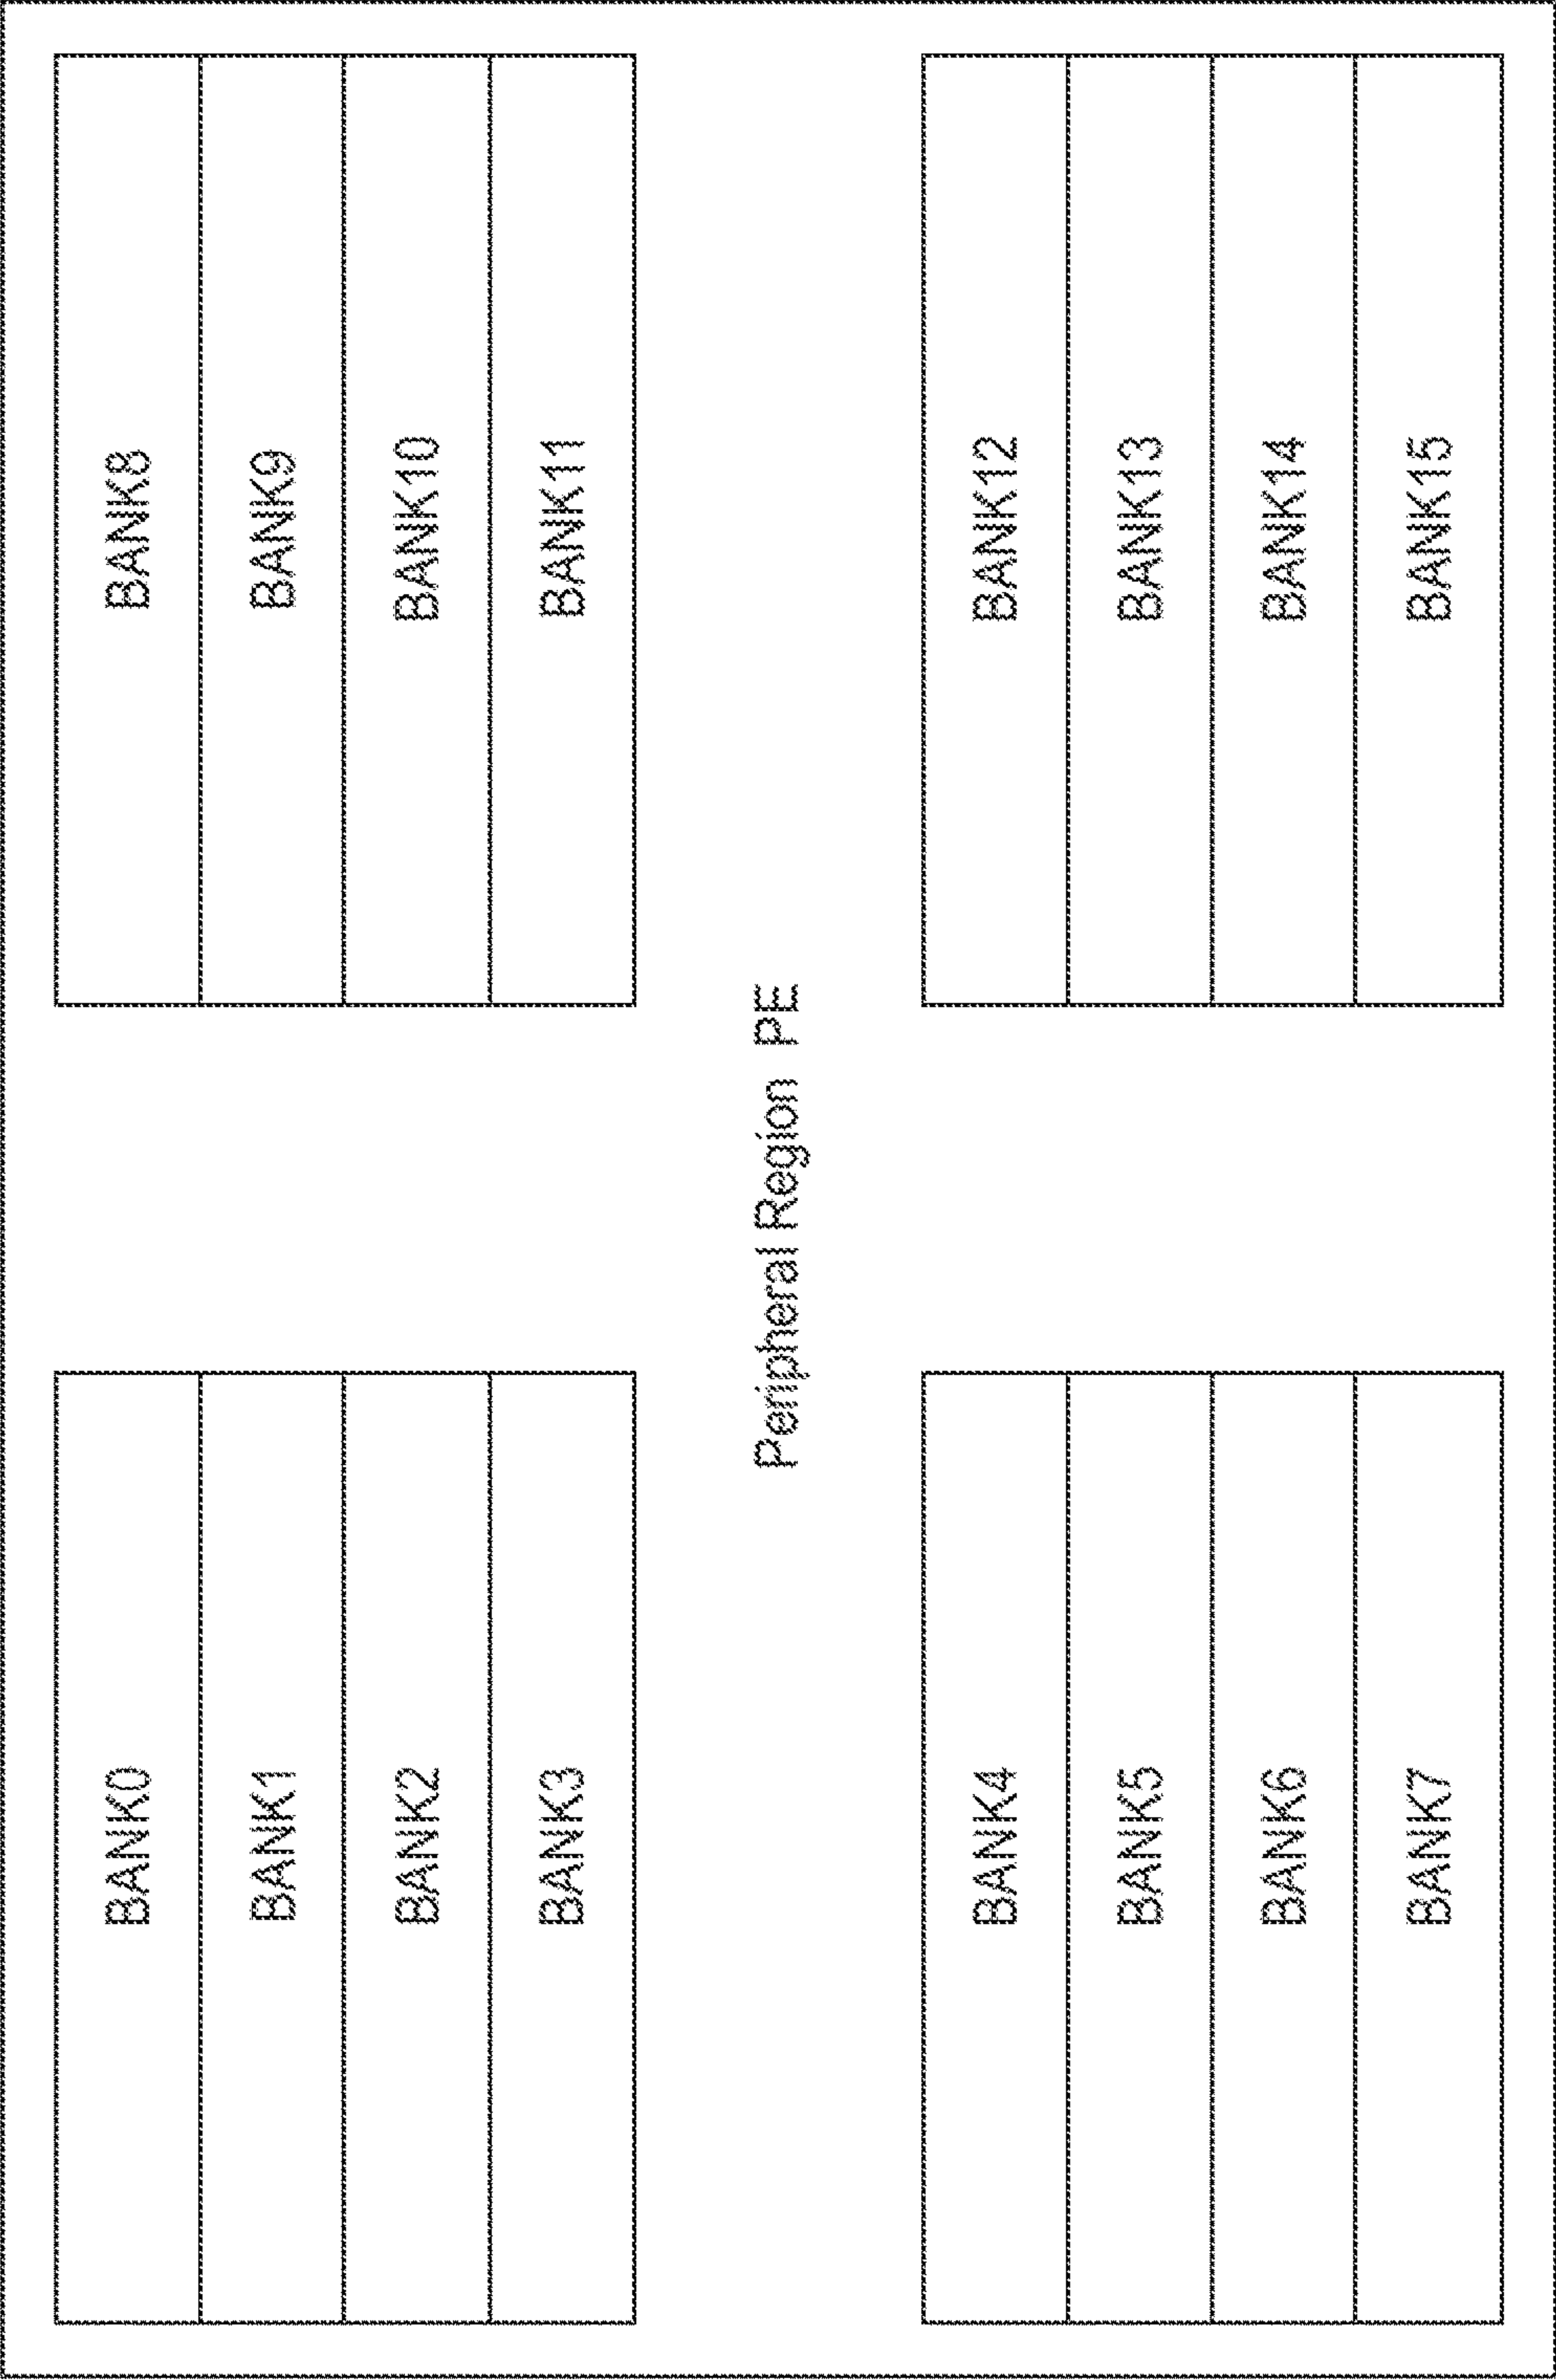 BANK0
BANK1
BANK2
BANK3
BANK8
BANK9
BANK10
BANK11
Peripheral Region PE
BANK4
BANK5
BANK6
BANK7
BANK12
BANK13
BANK14
BANK15